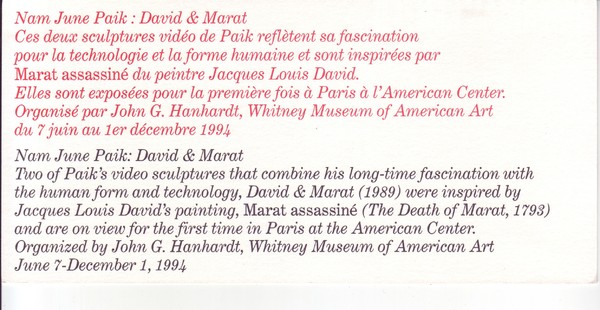 Nam June Paik : David & Marat
Ces deux sculptures vidéo de Paik reflètent sa fascination
pour la technologie et la forme humaine et sont inspirées par
Marat assassiné du peintre Jacques Louis David.
Elles sont exposées pour la première fois à Paris à l'American Center.
Organisé par John G. Hanhardt, Whitney Museum of American Art
du 7 juin au 1er décembre 1994
Nam June Paik: David & Marat
Two of Paik's video sculptures that combine his long-time fascination with
the human form and technology, David & Marat (1989) were inspired by
Jacques Louis David's painting, Marat assassiné (The Death of Marat, 1793)
and are on view for the first time in Paris at the American Center.
Organized by John G. Hanhardt, Whitney Museum of American Art
June 7-December 1, 1994